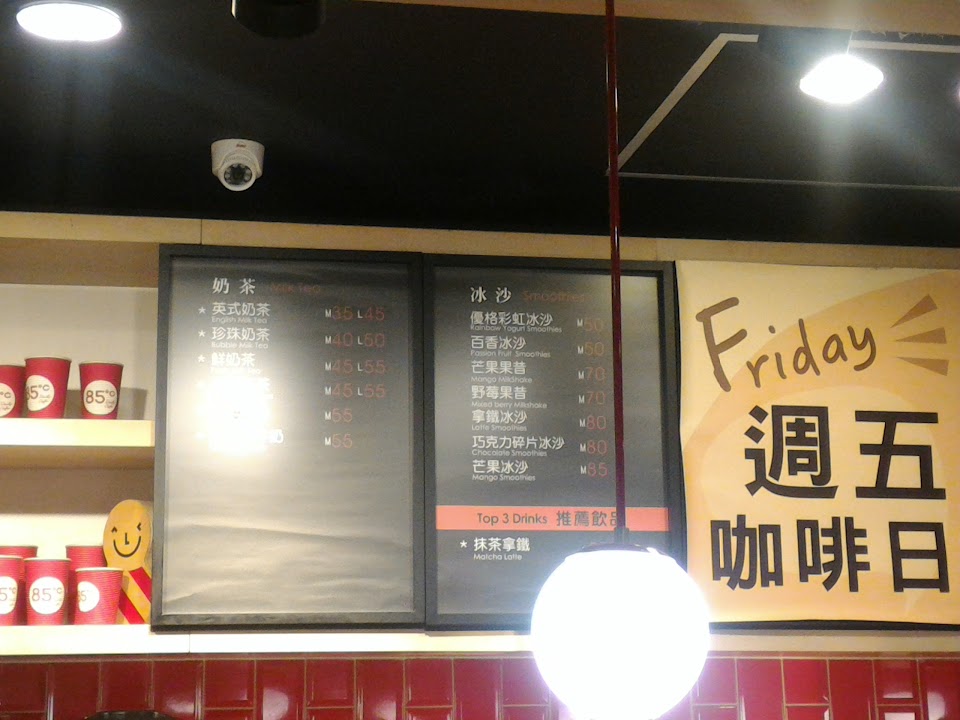 奶茶 Milk Tea
★ 英式奶茶 M35 L45
English Milk Tea
★ 珍珠奶茶 M40 L50
Bubble Milk Tea
★ 鮮奶茶 M45 L55
M45 L55
M55
M55
冰沙 Smoothies
優格彩虹冰沙 M50
Rainbow Yogurt Smoothies
百香冰沙 M60
Passion Fruit Smoothies
芒果果昔 M70
Mango Milkshake
野莓果昔 M70
Mixed berry Milkshake
拿鐵冰沙 M80
Latte Smoothies
巧克力碎片冰沙 M80
Chocolate Smoothies
芒果冰沙 M85
Mango Smoothies
Top 3 Drinks 推薦飲品
★ 抹茶拿鐵
Matcha Latte
Friday
週五
咖啡日
85°C
85°C
85°C
85°C